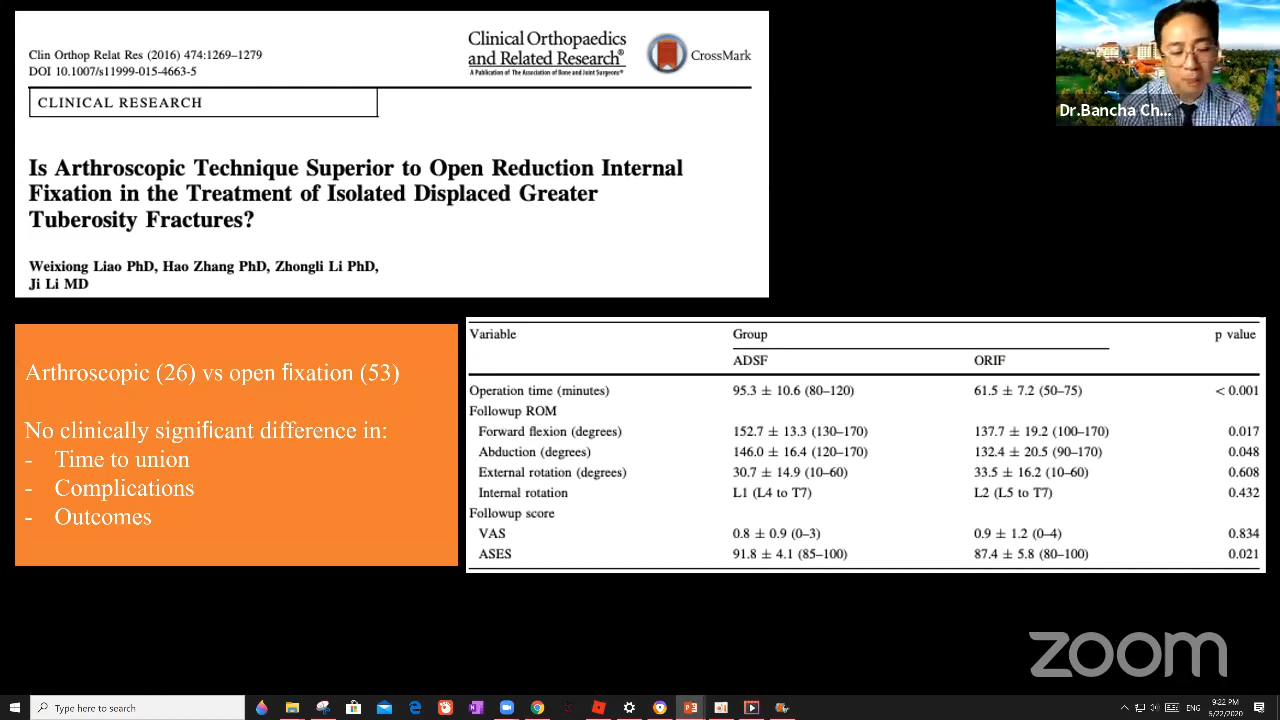 Clin Orthop Relat Res (2016) 474:1269–1279
DOI 10.1007/s11999-015-4663-5
Clinical Orthopaedics
and Related Research®
A Publication of The Association of Bone and Joint Surgeons®
CrossMark
CLINICAL RESEARCH
Is Arthroscopic Technique Superior to Open Reduction Internal
Fixation in the Treatment of Isolated Displaced Greater
Tuberosity Fractures?
Weixiong Liao PhD, Hao Zhang PhD, Zhongli Li PhD,
Ji Li MD
Dr.Bancha Ch...
Arthroscopic (26) vs open fixation (53)
No clinically significant difference in:
- Time to union
- Complications
- Outcomes
Variable Group p value
ADSF ORIF
Operation time (minutes) 95.3 ± 10.6 (80–120) 61.5 ± 7.2 (50–75) < 0.001
Followup ROM
Forward flexion (degrees) 152.7 ± 13.3 (130–170) 137.7 ± 19.2 (100–170) 0.017
Abduction (degrees) 146.0 ± 16.4 (120–170) 132.4 ± 20.5 (90–170) 0.048
External rotation (degrees) 30.7 ± 14.9 (10–60) 33.5 ± 16.2 (10–60) 0.608
Internal rotation L1 (L4 to T7) L2 (L5 to T7) 0.432
Followup score
VAS 0.8 ± 0.9 (0–3) 0.9 ± 1.2 (0–4) 0.834
ASES 91.8 ± 4.1 (85–100) 87.4 ± 5.8 (80–100) 0.021
zoom
Type here to search
9:22 PM
5/22/2020